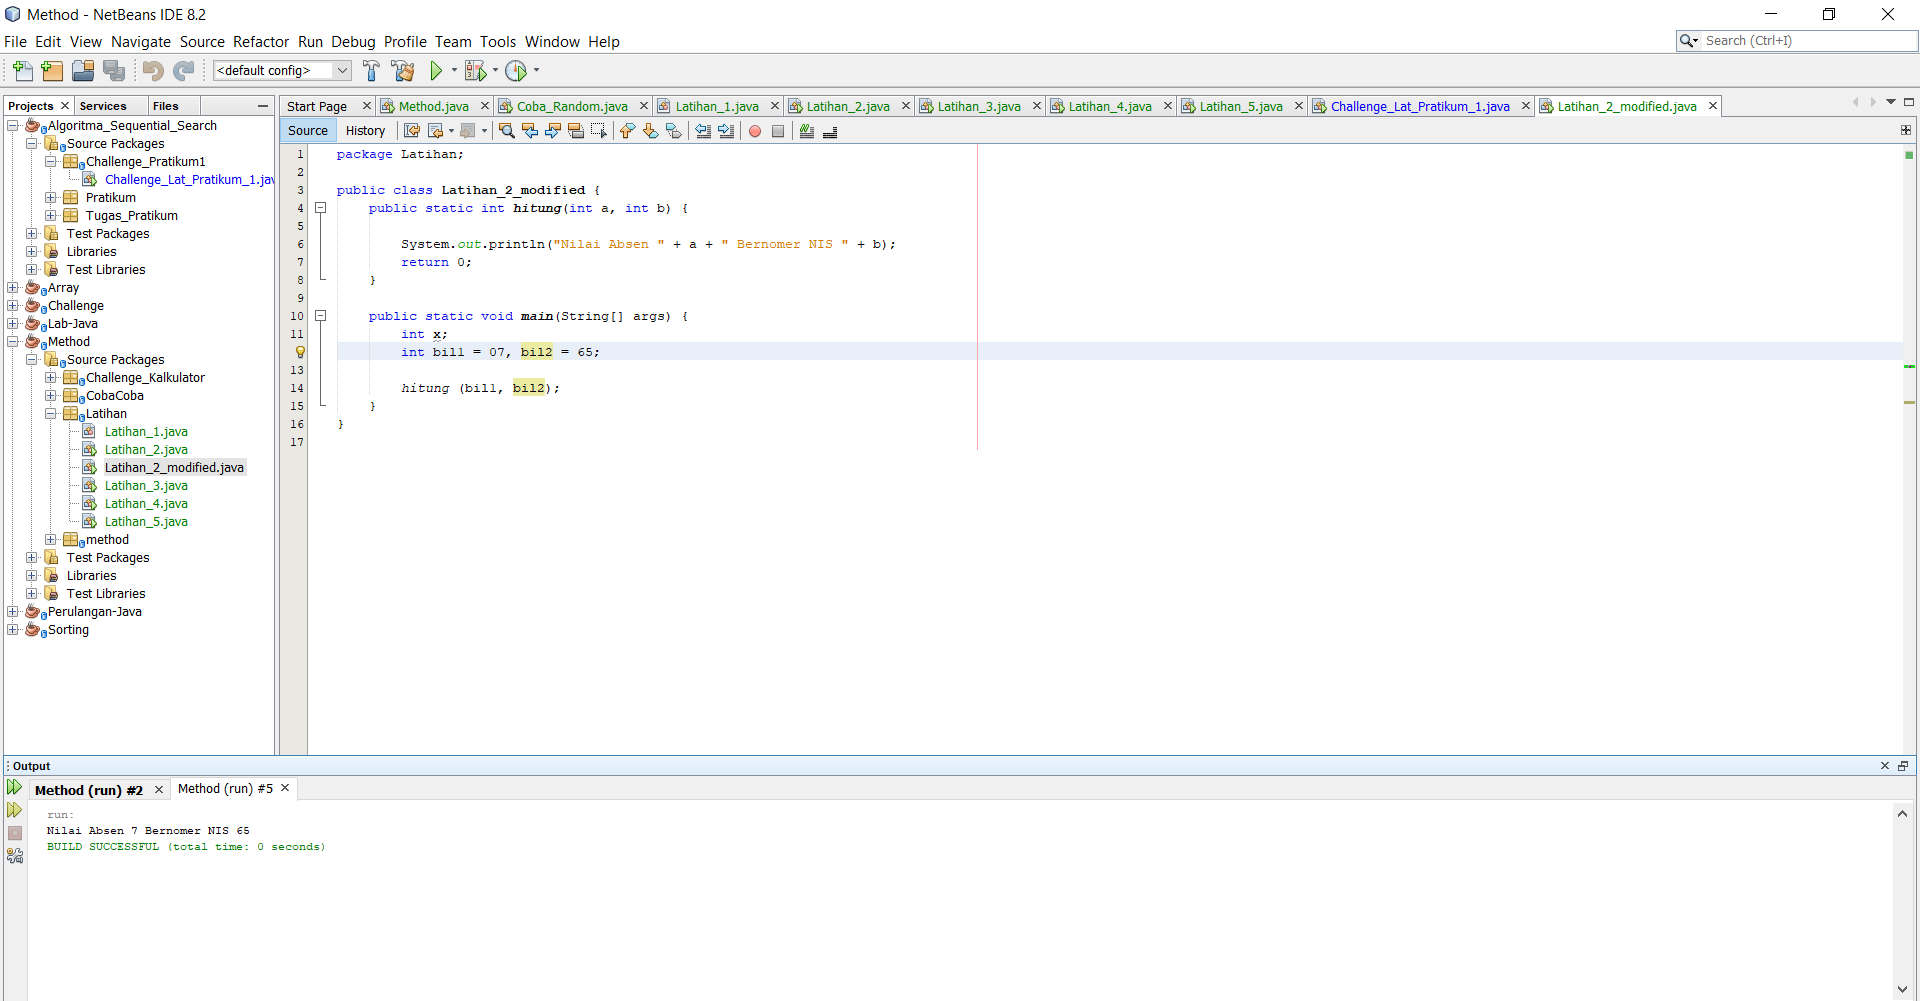 Method - NetBeans IDE 8.2
File Edit View Navigate Source Refactor Run Debug Profile Team Tools Window Help
Search (Ctrl+I)
<default config>
Projects Services Files
Start Page Method.java Coba_Random.java Latihan_1.java Latihan_2.java Latihan_3.java Latihan_4.java Latihan_5.java Challenge_Lat_Pratikum_1.java Latihan_2_modified.java
Source History
Algoritma_Sequential_Search
Source Packages
Challenge_Pratikum1
Challenge_Lat_Pratikum_1.jav
Pratikum
Tugas_Pratikum
Test Packages
Libraries
Test Libraries
Array
Challenge
Lab-Java
Method
Source Packages
Challenge_Kalkulator
CobaCoba
Latihan
Latihan_1.java
Latihan_2.java
Latihan_2_modified.java
Latihan_3.java
Latihan_4.java
Latihan_5.java
method
Test Packages
Libraries
Test Libraries
Perulangan-Java
Sorting
1 package Latihan;
2
3 public class Latihan_2_modified {
4 public static int hitung(int a, int b) {
5
6 System.out.println("Nilai Absen " + a + " Bernomer NIS " + b);
7 return 0;
8 }
9
10 public static void main(String[] args) {
11 int x;
int bil1 = 07, bil2 = 65;
13
14 hitung (bil1, bil2);
15 }
16 }
17
Output
Method (run) #2 Method (run) #5
run:
Nilai Absen 7 Bernomer NIS 65
BUILD SUCCESSFUL (total time: 0 seconds)